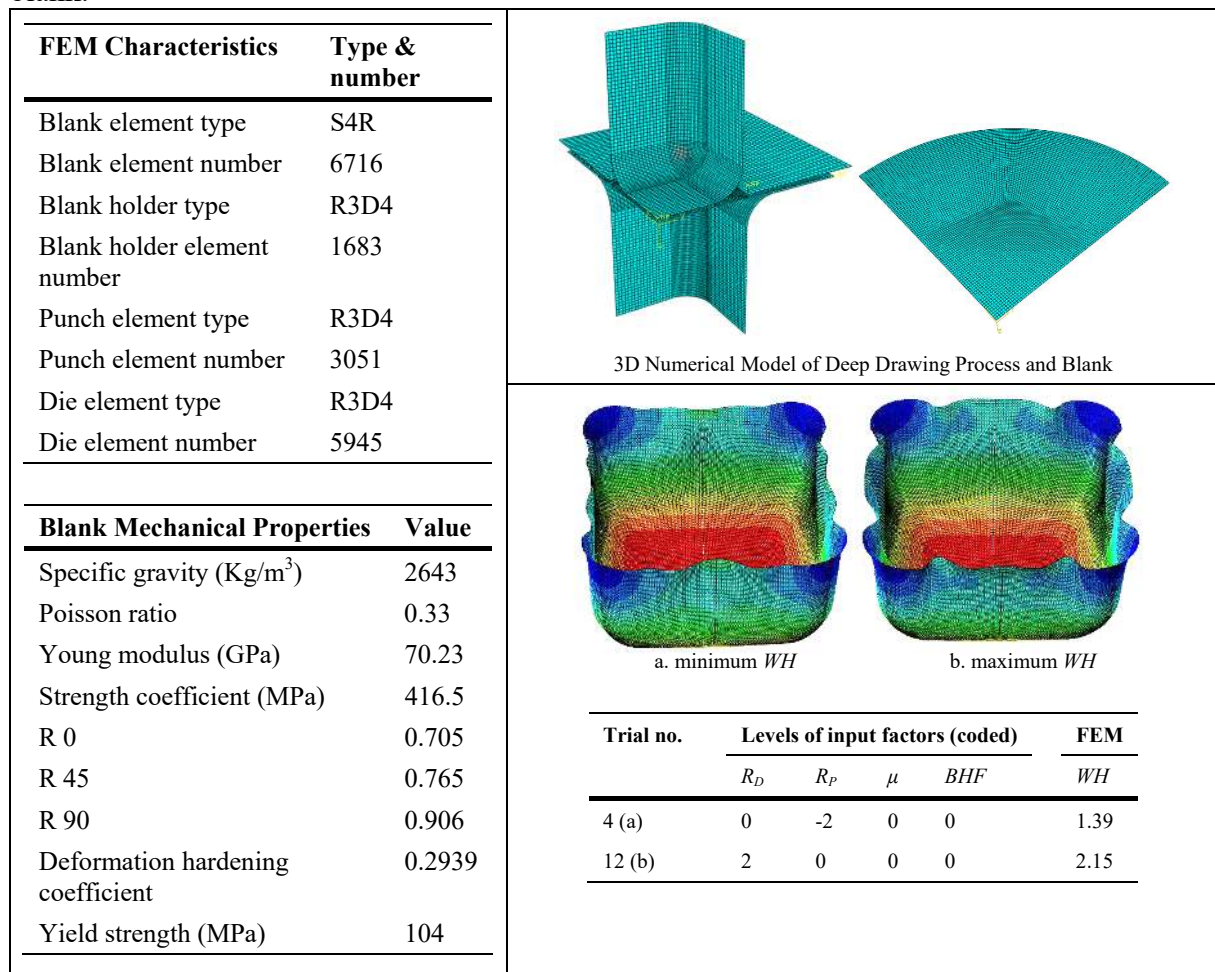 FEM Characteristics Type &
number
Blank element type S4R
Blank element number 6716
Blank holder type R3D4
Blank holder element
number 1683
Punch element type R3D4
Punch element number 3051
Die element type R3D4
Die element number 5945
Blank Mechanical Properties Value
Specific gravity (Kg/m³) 2643
Poisson ratio 0.33
Young modulus (GPa) 70.23
Strength coefficient (MPa) 416.5
R 0 0.705
R 45 0.765
R 90 0.906
Deformation hardening
coefficient 0.2939
Yield strength (MPa) 104
3D Numerical Model of Deep Drawing Process and Blank
a. minimum WH b. maximum WH
Trial no. Levels of input factors (coded) FEM
R_D R_P μ BHF WH
4 (a) 0 -2 0 0 1.39
12 (b) 2 0 0 0 2.15